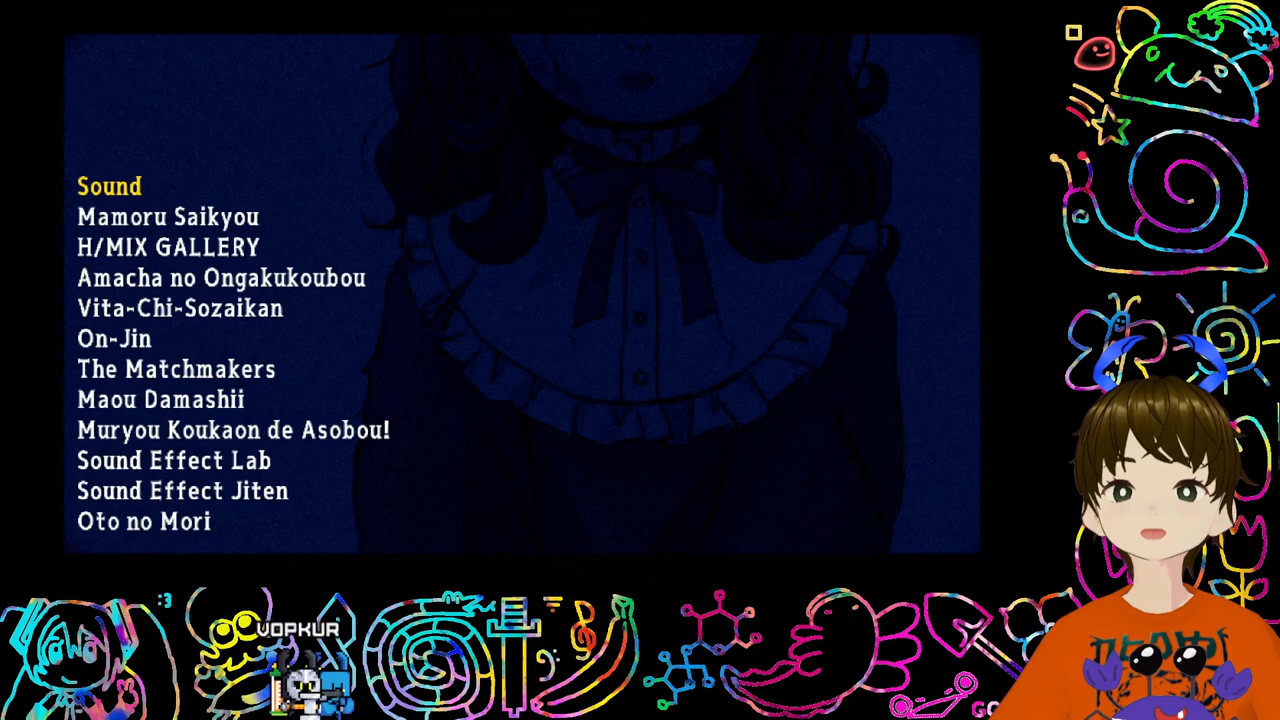 Sound
Mamoru Saikyou
H/MIX GALLERY
Amacha no Ongakukoubou
Vita-Chi-Sozaikan
On-Jin
The Matchmakers
Maou Damashii
Muryou Koukaon de Asobou!
Sound Effect Lab
Sound Effect Jiten
Oto no Mori
:3
VOPKUR